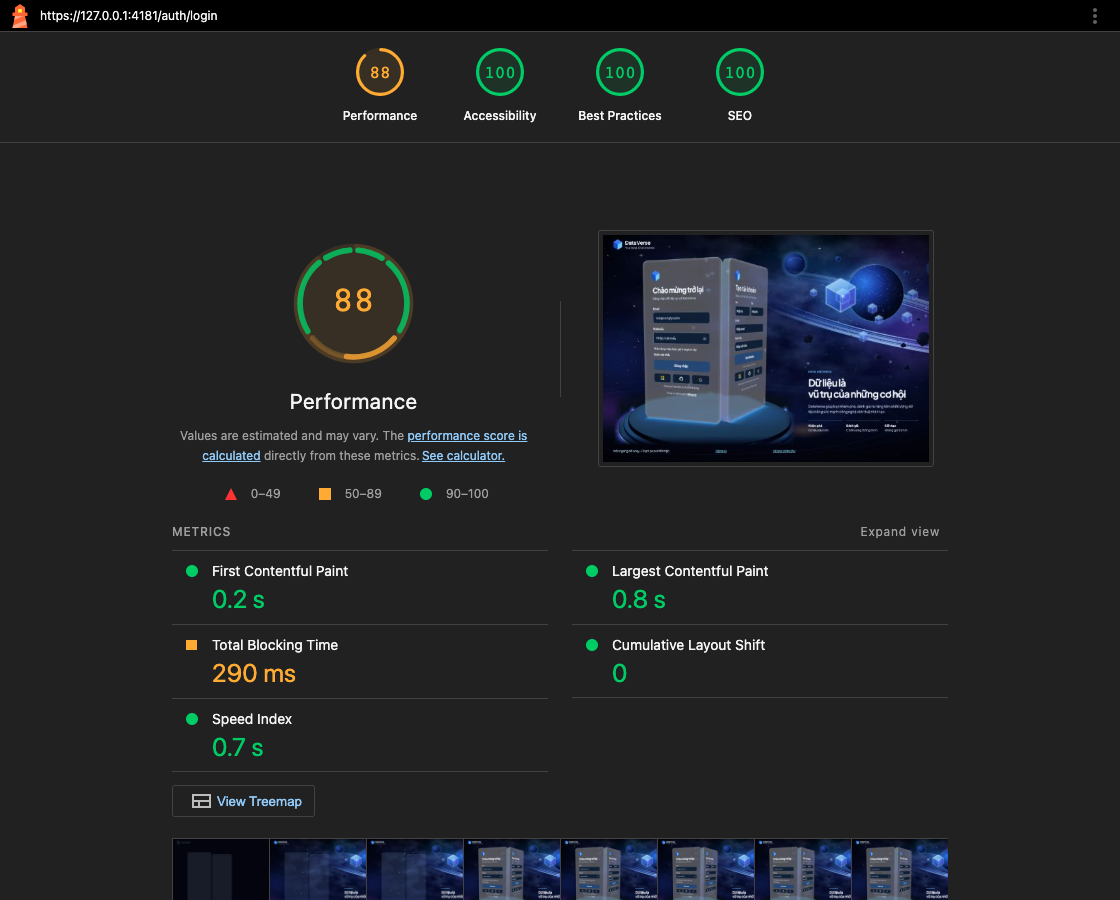 https://127.0.0.1:4181/auth/login
88
100
100
100
Performance
Accessibility
Best Practices
SEO
88
Performance
Values are estimated and may vary. The performance score is
calculated directly from these metrics. See calculator.
0–49
50–89
90–100
DataVerse
Chào mừng trở lại
Tạo tài khoản
Dữ liệu là
vũ trụ của những cơ hội
METRICS
Expand view
First Contentful Paint
0.2 s
Largest Contentful Paint
0.8 s
Total Blocking Time
290 ms
Cumulative Layout Shift
0
Speed Index
0.7 s
View Treemap